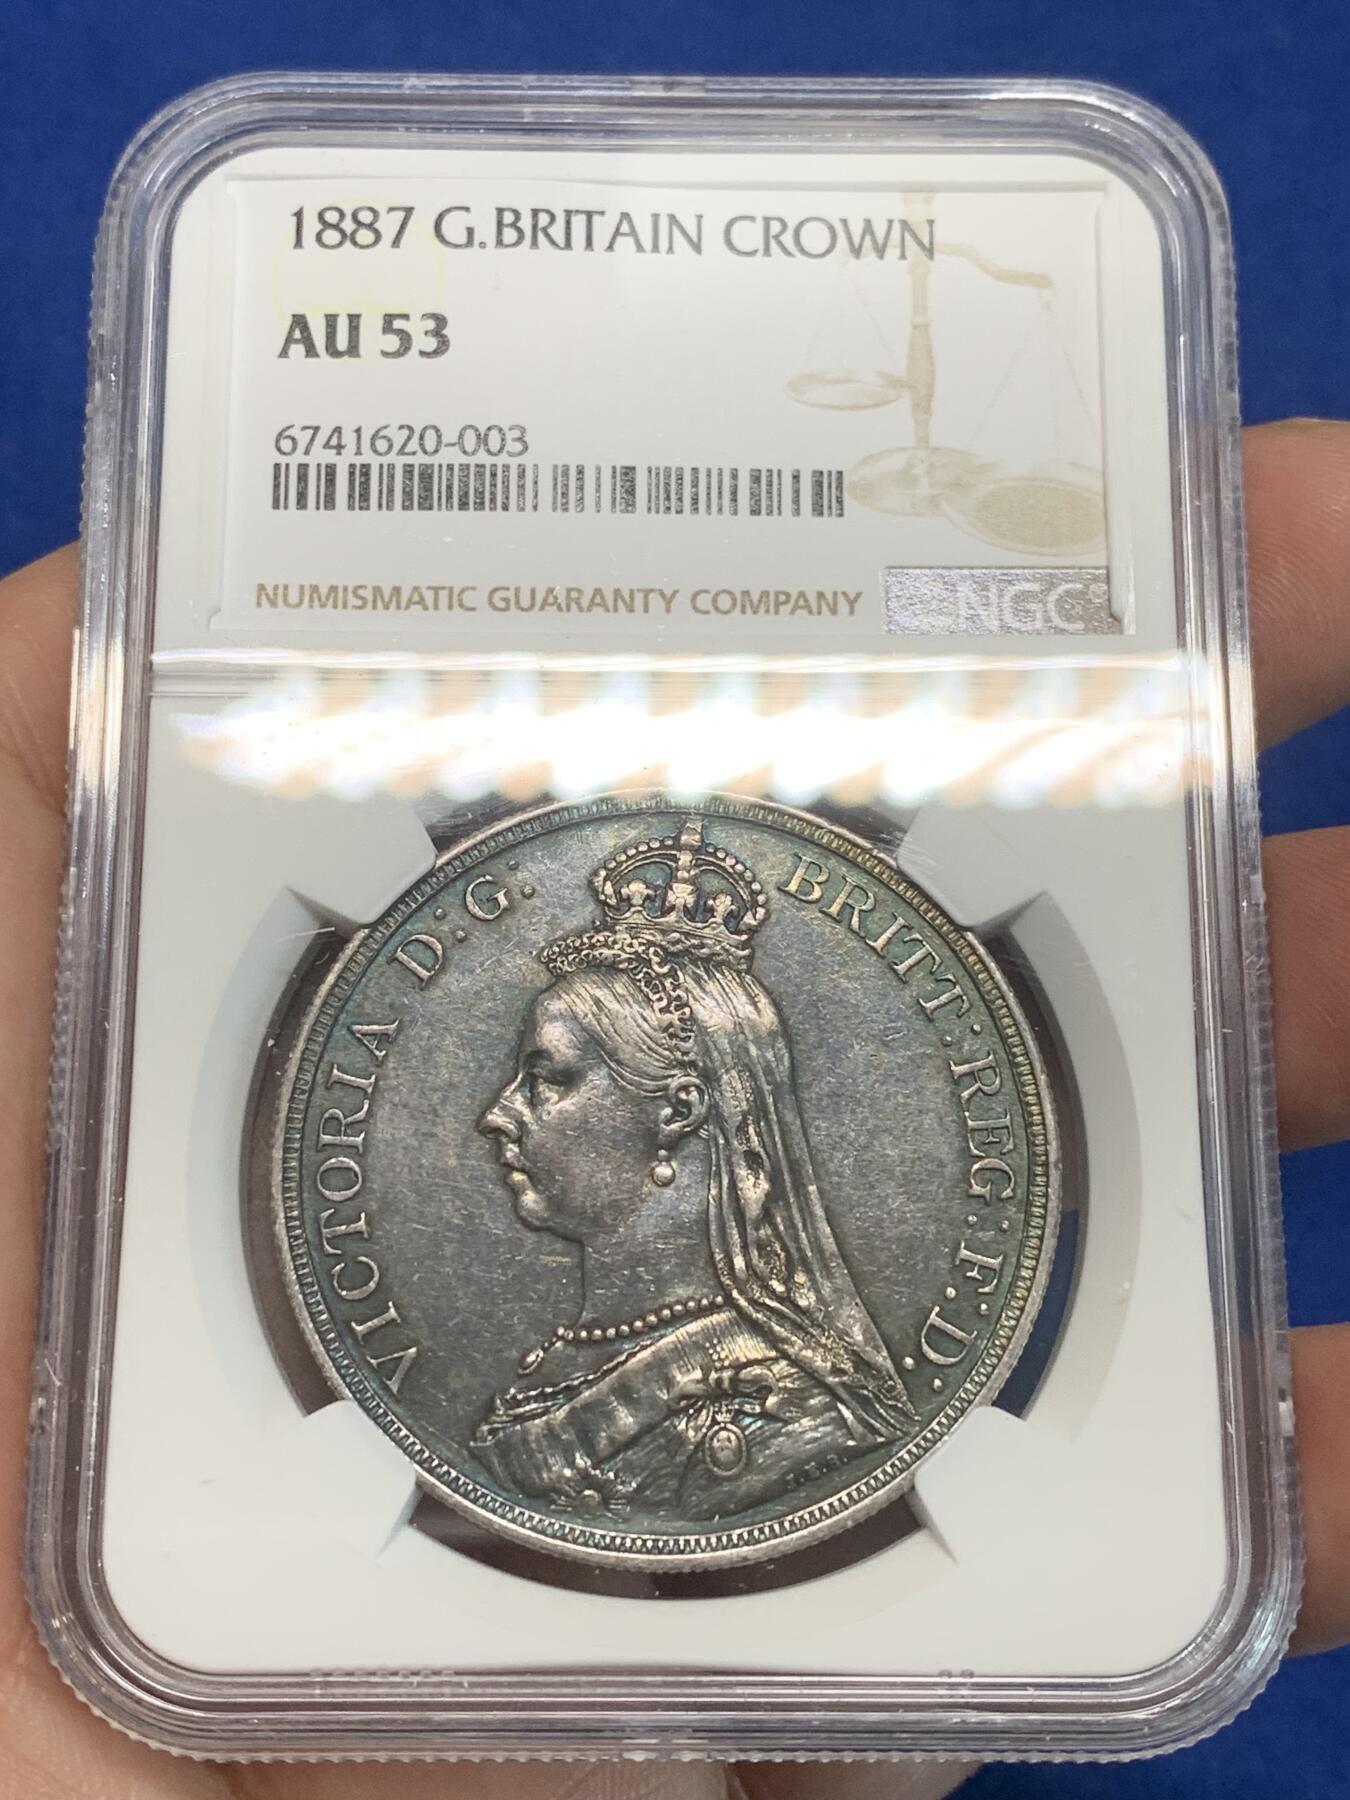 1887 G.BRITAIN CROWN
AU 53
6741620-003
NUMISMATIC GUARANTY COMPANY
NGC
VICTORIA D:G: BRITT:REG:F:D:
J.E.B.